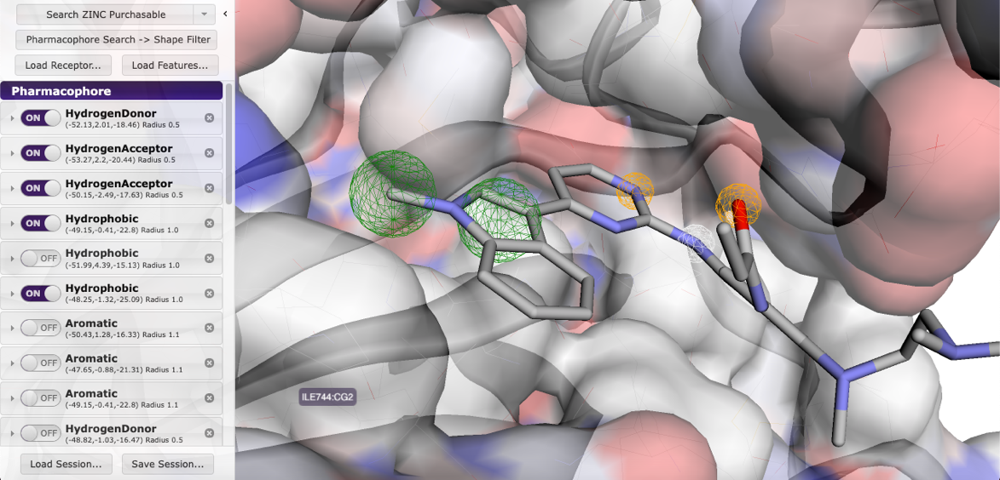 Search ZINC Purchasable
Pharmacophore Search -> Shape Filter
Load Receptor... Load Features...
Pharmacophore
ON HydrogenDonor
(-52.13,2.01,-18.46) Radius 0.5
ON HydrogenAcceptor
(-53.27,2.2,-20.44) Radius 0.5
ON HydrogenAcceptor
(-50.15,-2.49,-17.63) Radius 0.5
ON Hydrophobic
(-49.15,-0.41,-22.8) Radius 1.0
OFF Hydrophobic
(-51.99,4.39,-15.13) Radius 1.0
ON Hydrophobic
(-48.25,-1.32,-25.09) Radius 1.0
OFF Aromatic
(-50.43,1.28,-16.33) Radius 1.1
OFF Aromatic
(-47.65,-0.88,-21.31) Radius 1.1
OFF Aromatic
(-49.15,-0.41,-22.8) Radius 1.1
OFF HydrogenDonor
(-48.82,-1.03,-16.47) Radius 0.5
Load Session... Save Session...
ILE744:CG2